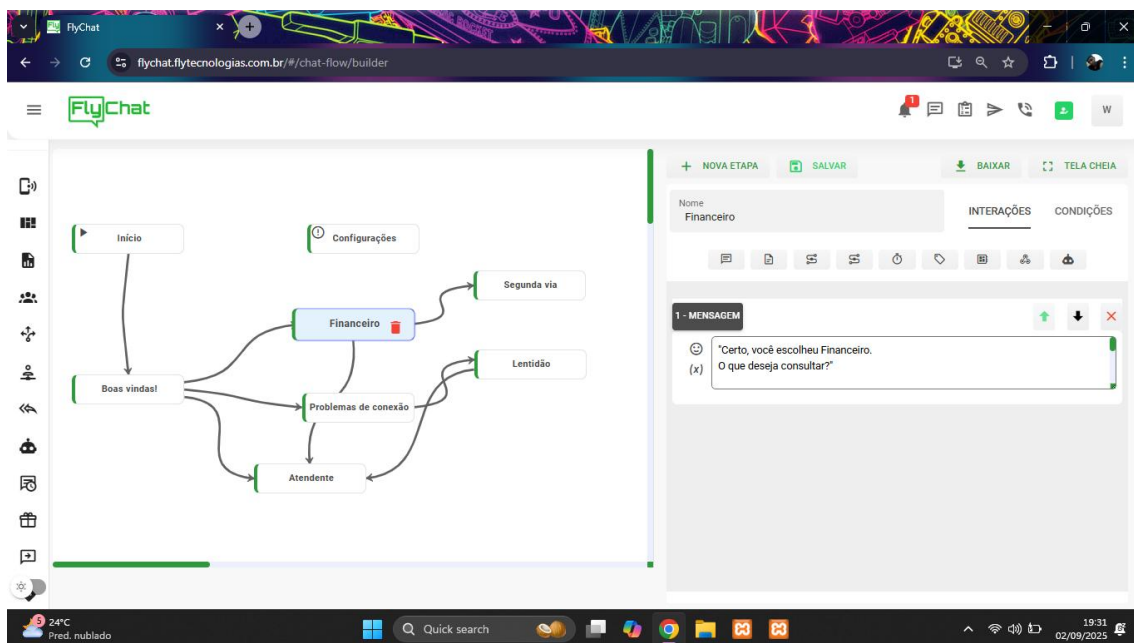 FlyChat
flychat.flytecnologias.com.br/#/chat-flow/builder
FlyChat
1
W
NOVA ETAPA
SALVAR
BAIXAR
TELA CHEIA
Nome
Financeiro
INTERAÇÕES
CONDIÇÕES
Início
Configurações
Segunda via
Financeiro
Lentidão
Boas vindas!
Problemas de conexão
Atendente
1 - MENSAGEM
"Certo, você escolheu Financeiro.
(x)
O que deseja consultar?"
5
24°C
Pred. nublado
Quick search
19:31
02/09/2025